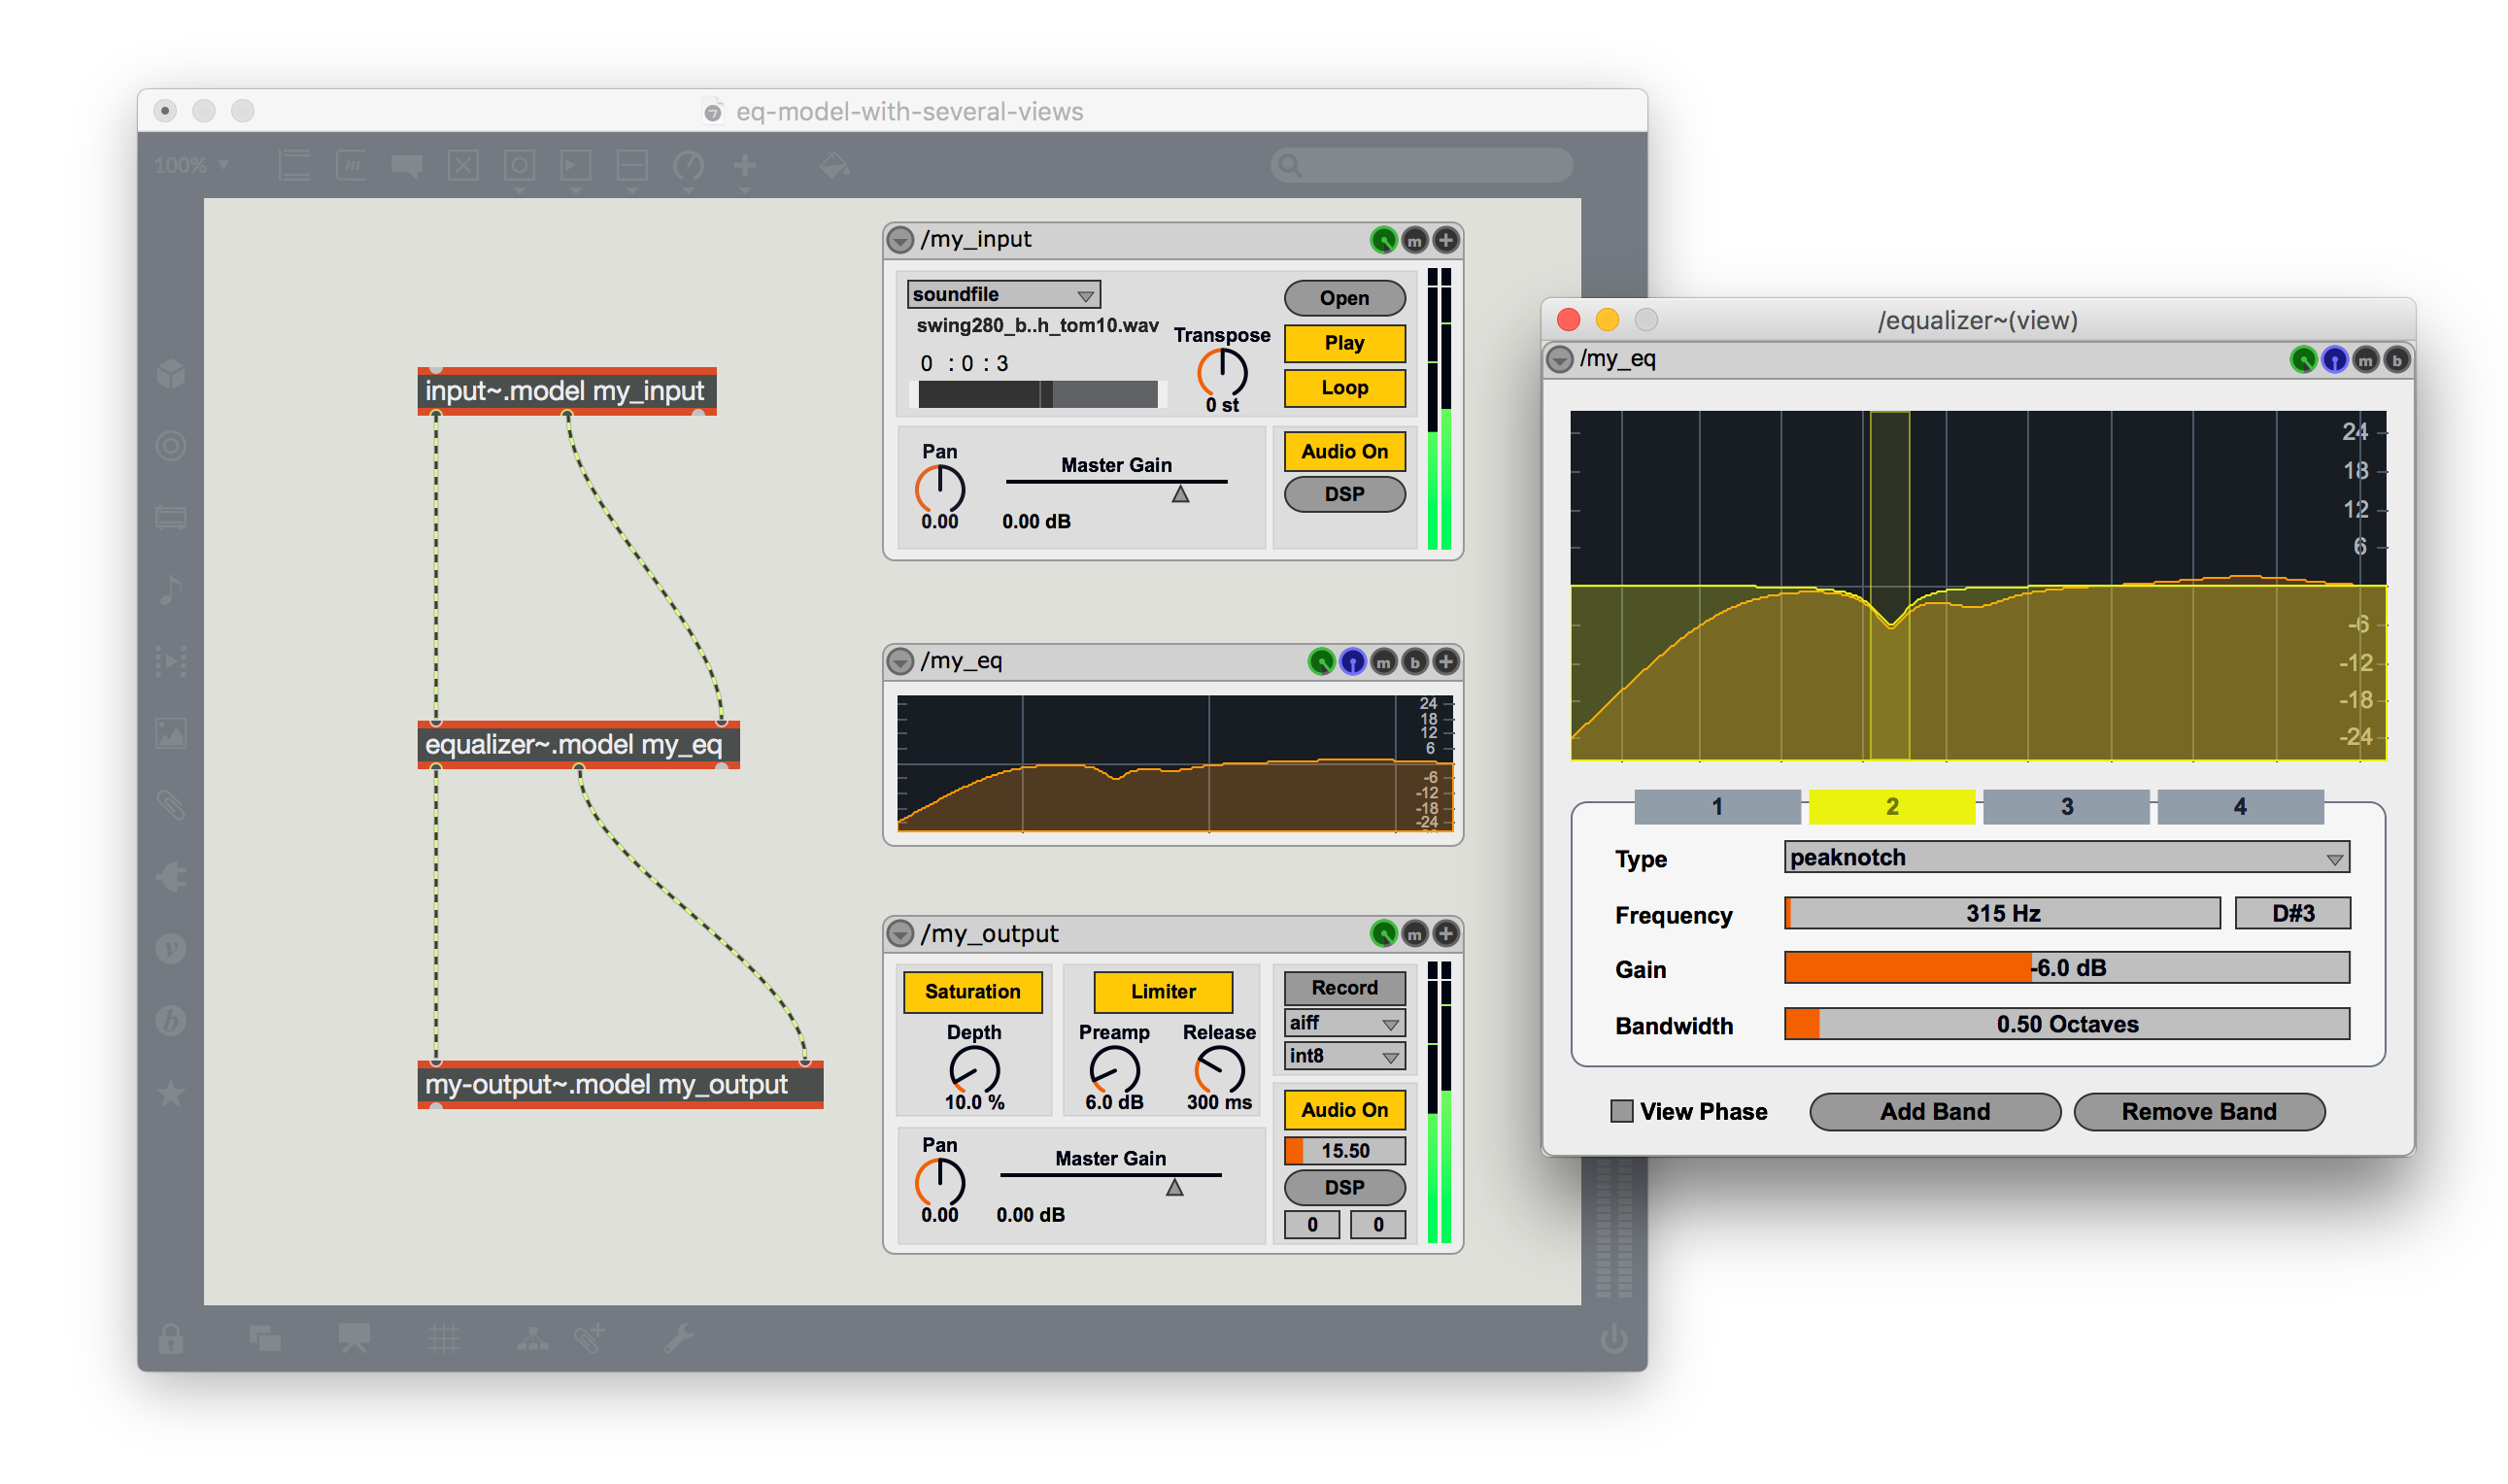 eq-model-with-several-views
100%
m
input~.model my_input
equalizer~.model my_eq
my-output~.model my_output
/my_input
m
soundfile
swing280_b..h_tom10.wav
0 : 0 : 3
Transpose
0 st
Open
Play
Loop
Pan
0.00
Master Gain
0.00 dB
Audio On
DSP
/my_eq
m b
24
18
12
6
-6
-12
-18
-24
/my_output
m
Saturation
Depth
10.0 %
Limiter
Preamp
6.0 dB
Release
300 ms
Record
aiff
int8
Pan
0.00
Master Gain
0.00 dB
Audio On
15.50
DSP
0 0
/equalizer~(view)
/my_eq
m b
24
18
12
6
-6
-12
-18
-24
1 2 3 4
Type peaknotch
Frequency 315 Hz D#3
Gain -6.0 dB
Bandwidth 0.50 Octaves
View Phase Add Band Remove Band
v
b